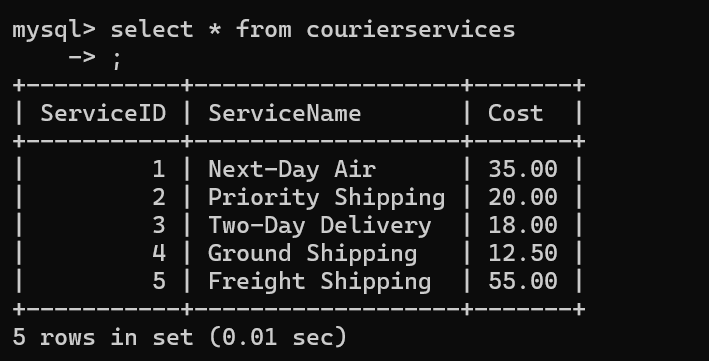 mysql> select * from courierservices
    -> ;
+-----------+------------------+-------+
| ServiceID | ServiceName      | Cost  |
+-----------+------------------+-------+
|         1 | Next-Day Air     | 35.00 |
|         2 | Priority Shipping | 20.00 |
|         3 | Two-Day Delivery | 18.00 |
|         4 | Ground Shipping  | 12.50 |
|         5 | Freight Shipping | 55.00 |
+-----------+------------------+-------+
5 rows in set (0.01 sec)